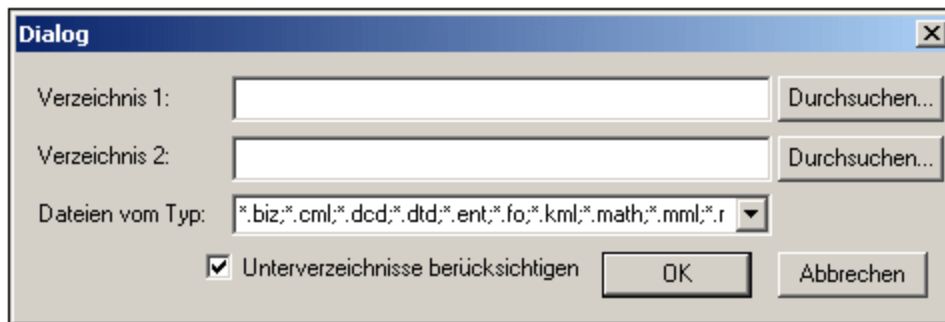 Dialog
Verzeichnis 1: Durchsuchen...
Verzeichnis 2: Durchsuchen...
Dateien vom Typ: *.biz;*.cml;*.dcd;*.dtd;*.ent;*.fo;*.kml;*.math;*.mml;*.r
Unterverzeichnisse berücksichtigen OK Abbrechen